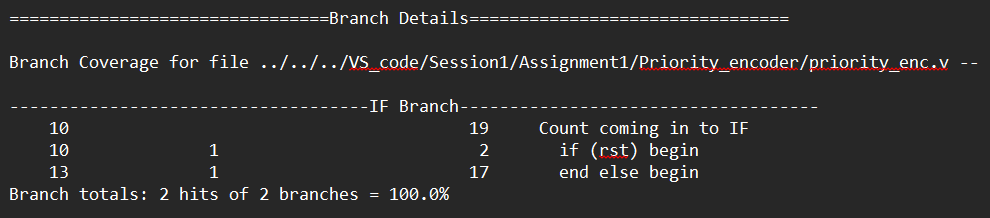 ================================Branch Details================================
Branch Coverage for file ../../../VS_code/Session1/Assignment1/Priority_encoder/priority_enc.v --
------------------------------------IF Branch------------------------------------
10 19 Count coming in to IF
10 1 2 if (rst) begin
13 1 17 end else begin
Branch totals: 2 hits of 2 branches = 100.0%